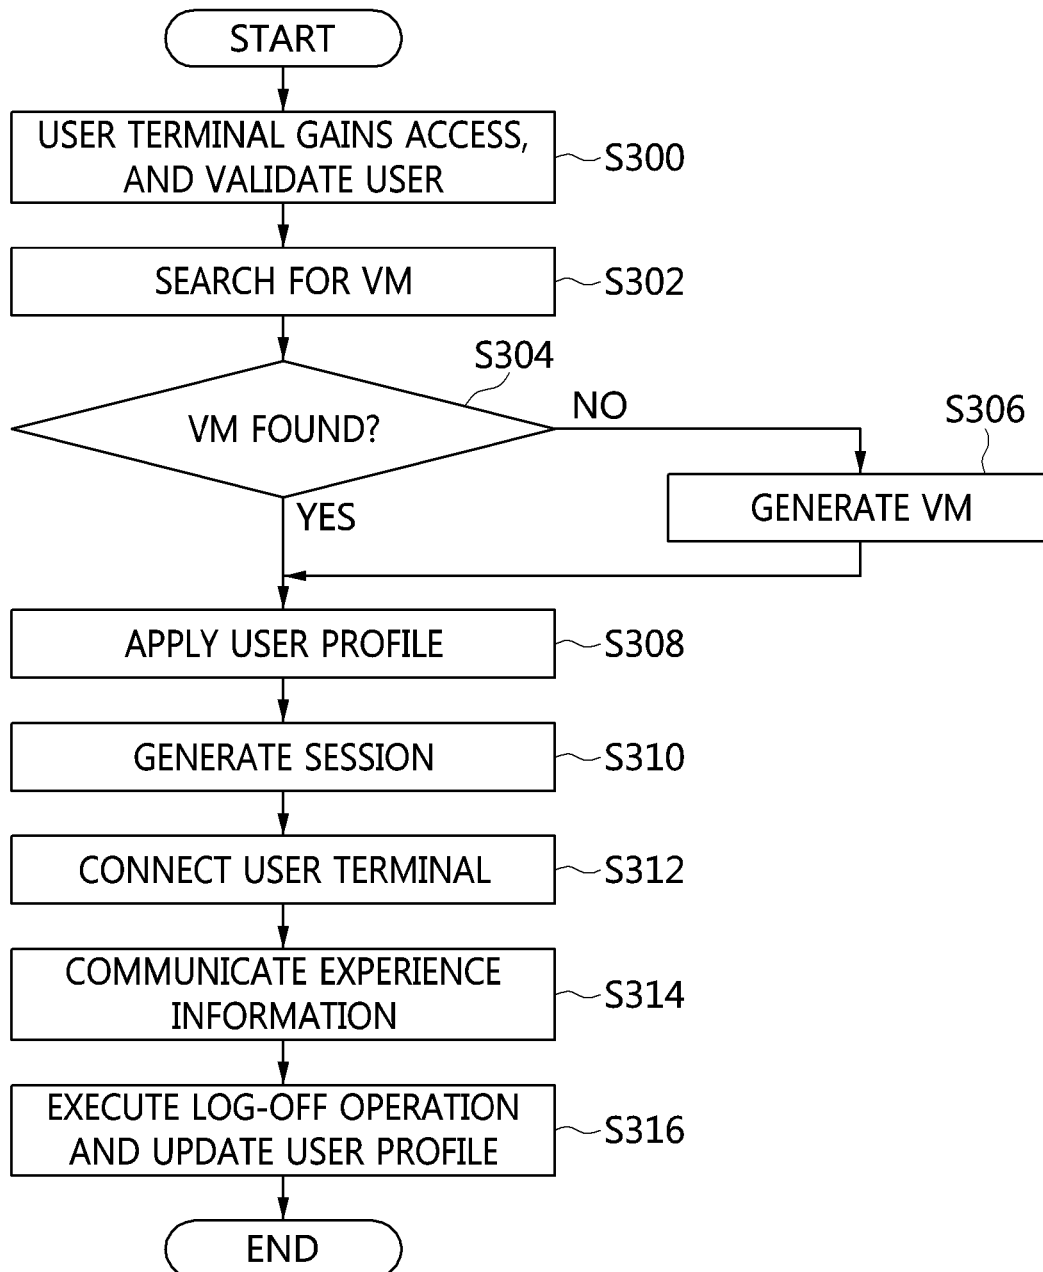 START
USER TERMINAL GAINS ACCESS,
AND VALIDATE USER
S300
SEARCH FOR VM
S302
S304
VM FOUND?
NO
S306
YES
GENERATE VM
APPLY USER PROFILE
S308
GENERATE SESSION
S310
CONNECT USER TERMINAL
S312
COMMUNICATE EXPERIENCE
INFORMATION
S314
EXECUTE LOG-OFF OPERATION
AND UPDATE USER PROFILE
S316
END